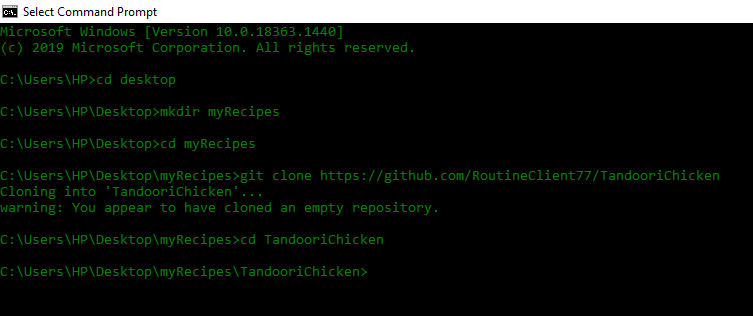 Select Command Prompt
Microsoft Windows [Version 10.0.18363.1440]
(c) 2019 Microsoft Corporation. All rights reserved.
C:\Users\HP>cd desktop
C:\Users\HP\Desktop>mkdir myRecipes
C:\Users\HP\Desktop>cd myRecipes
C:\Users\HP\Desktop\myRecipes>git clone https://github.com/RoutineClient77/TandooriChicken
Cloning into 'TandooriChicken'...
warning: You appear to have cloned an empty repository.
C:\Users\HP\Desktop\myRecipes>cd TandooriChicken
C:\Users\HP\Desktop\myRecipes\TandooriChicken>